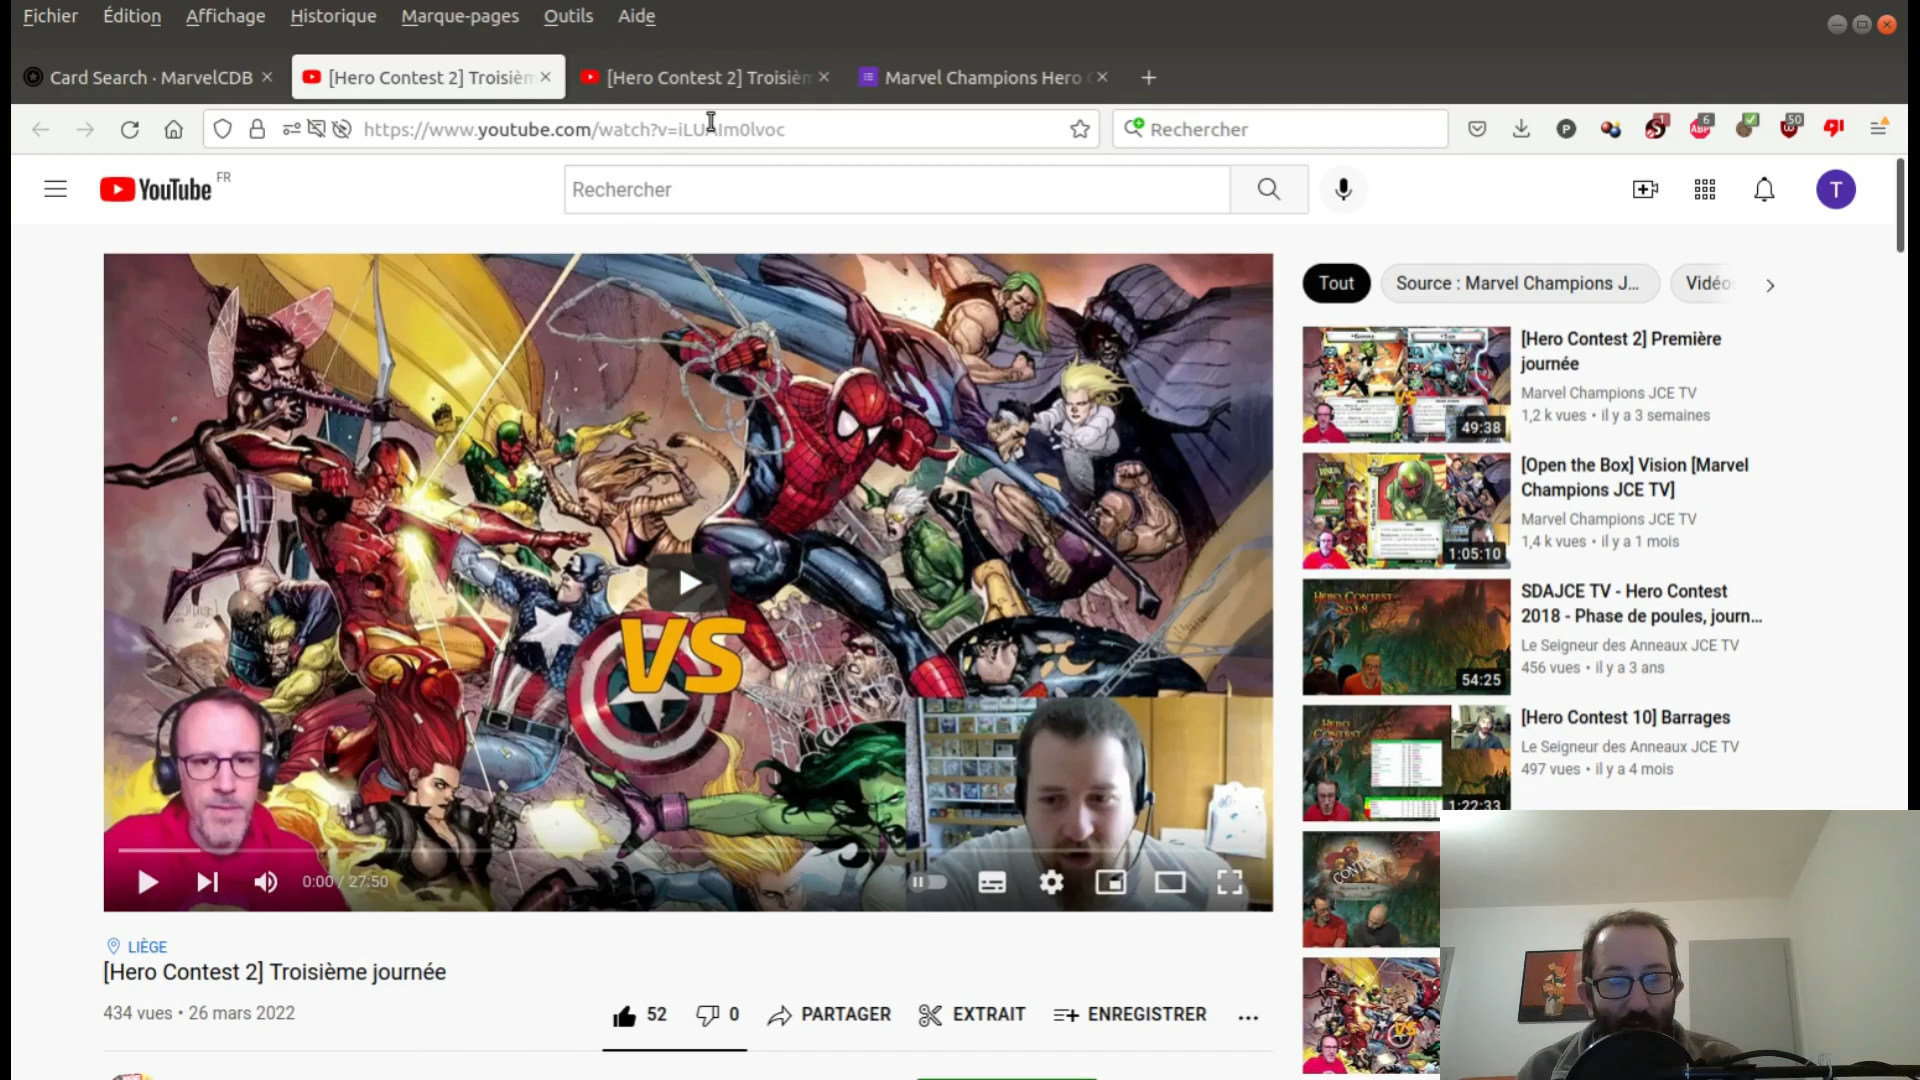 Fichier Édition Affichage Historique Marque-pages Outils Aide
Card Search · MarvelCDB
[Hero Contest 2] Troisièm
[Hero Contest 2] Troisièm
Marvel Champions Hero
Rechercher
1
6
50
YouTube FR
Rechercher
T
Tout
Source : Marvel Champions J...
Vidéo
[Hero Contest 2] Première
journée
Marvel Champions JCE TV
1,2 k vues • il y a 3 semaines
49:38
[Open the Box] Vision [Marvel
Champions JCE TV]
Marvel Champions JCE TV
1,4 k vues • il y a 1 mois
1:05:10
SDAJCE TV - Hero Contest
2018 - Phase de poules, journ...
Le Seigneur des Anneaux JCE TV
456 vues • il y a 3 ans
54:25
[Hero Contest 10] Barrages
Le Seigneur des Anneaux JCE TV
497 vues • il y a 4 mois
1:22:33
VS
0:00 / 27:50
LIÈGE
[Hero Contest 2] Troisième journée
434 vues • 26 mars 2022
52
0
PARTAGER
EXTRAIT
ENREGISTRER
VS